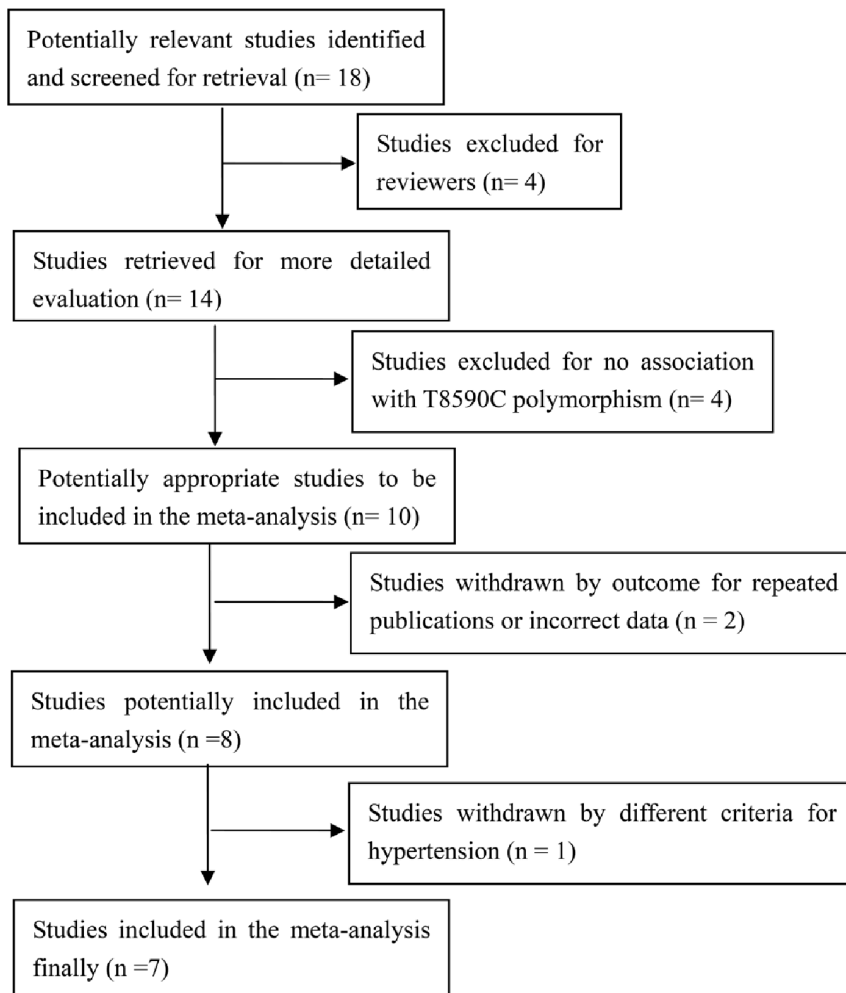 Potentially relevant studies identified
and screened for retrieval (n= 18)
Studies excluded for
reviewers (n= 4)
Studies retrieved for more detailed
evaluation (n= 14)
Studies excluded for no association
with T8590C polymorphism (n= 4)
Potentially appropriate studies to be
included in the meta-analysis (n= 10)
Studies withdrawn by outcome for repeated
publications or incorrect data (n = 2)
Studies potentially included in the
meta-analysis (n =8)
Studies withdrawn by different criteria for
hypertension (n = 1)
Studies included in the meta-analysis
finally (n =7)